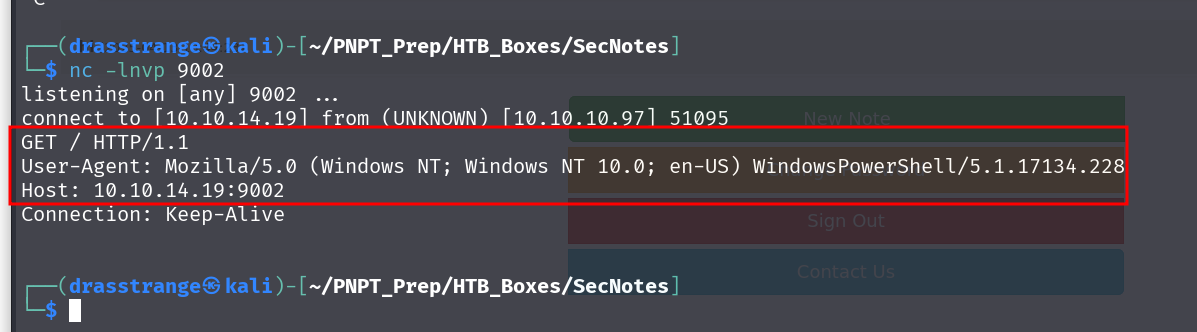 ┌──(drasstrange㉿kali)-[~/PNPT_Prep/HTB_Boxes/SecNotes]
└─$ nc -lnvp 9002
listening on [any] 9002 ...
connect to [10.10.14.19] from (UNKNOWN) [10.10.10.97] 51095
New Note
GET / HTTP/1.1
User-Agent: Mozilla/5.0 (Windows NT; Windows NT 10.0; en-US) WindowsPowerShell/5.1.17134.228
Host: 10.10.14.19:9002
Connection: Keep-Alive
Sign Out
Contact Us
┌──(drasstrange㉿kali)-[~/PNPT_Prep/HTB_Boxes/SecNotes]
└─$